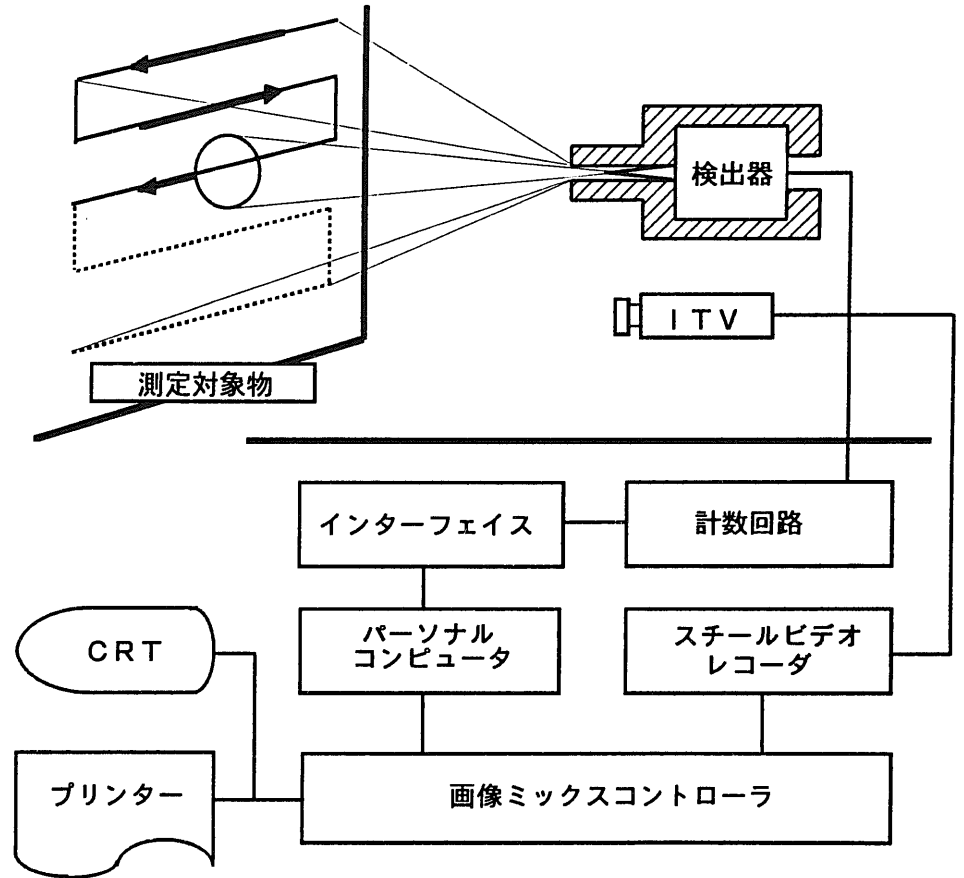 検出器
ＩＴＶ
測定対象物
インターフェイス
計数回路
CRT
パーソナル
コンピュータ
スチールビデオ
レコーダ
プリンター
画像ミックスコントローラ